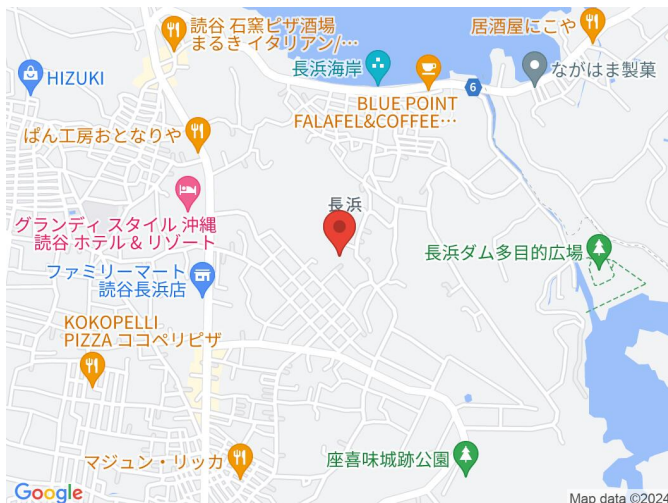 読谷 石窯ピザ酒場
まるき イタリアン/…
居酒屋にこや
長浜海岸
HIZUKI
ながはま製菓
6
BLUE POINT
FALAFEL&COFFEE…
ぱん工房おとなりや
長浜
グランディ スタイル 沖縄
読谷 ホテル & リゾート
長浜ダム多目的広場
ファミリーマート
読谷長浜店
KOKOPELLI
PIZZA ココペリピザ
マジュン・リッカ
座喜味城跡公園
Google
Map data ©2024